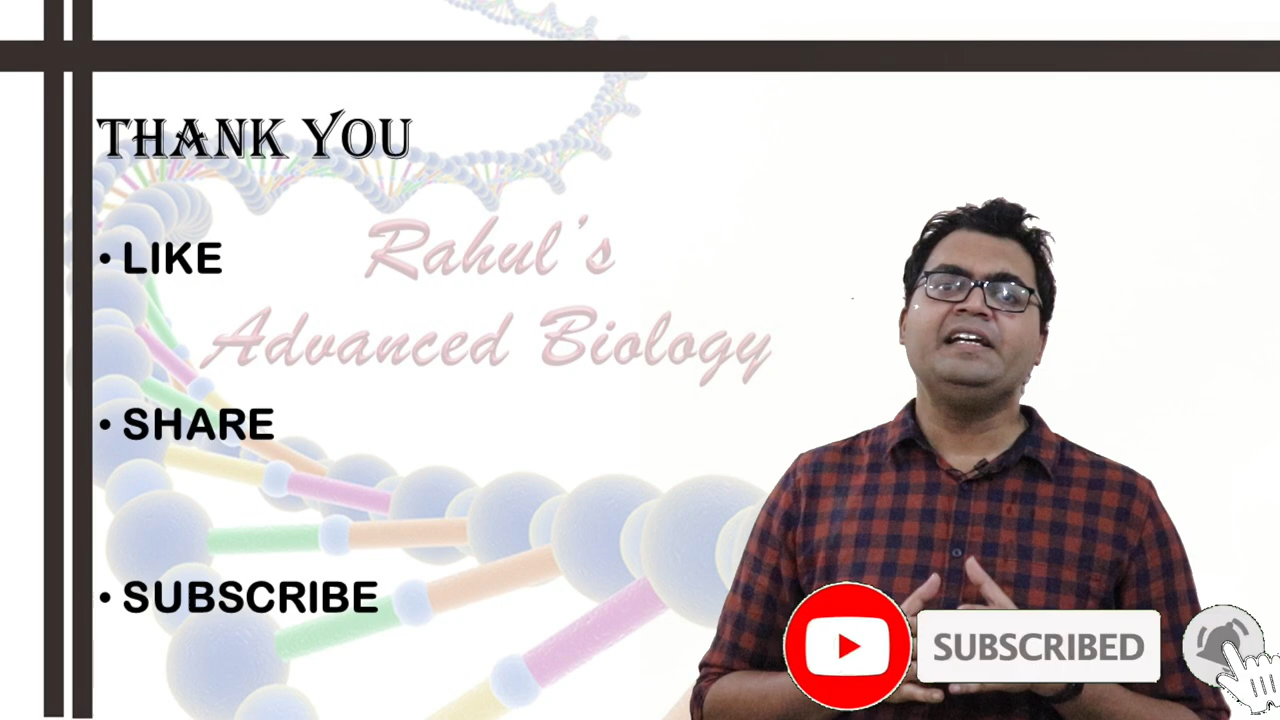 THANK YOU
• LIKE
Rahul's
Advanced Biology
• SHARE
• SUBSCRIBE
SUBSCRIBED